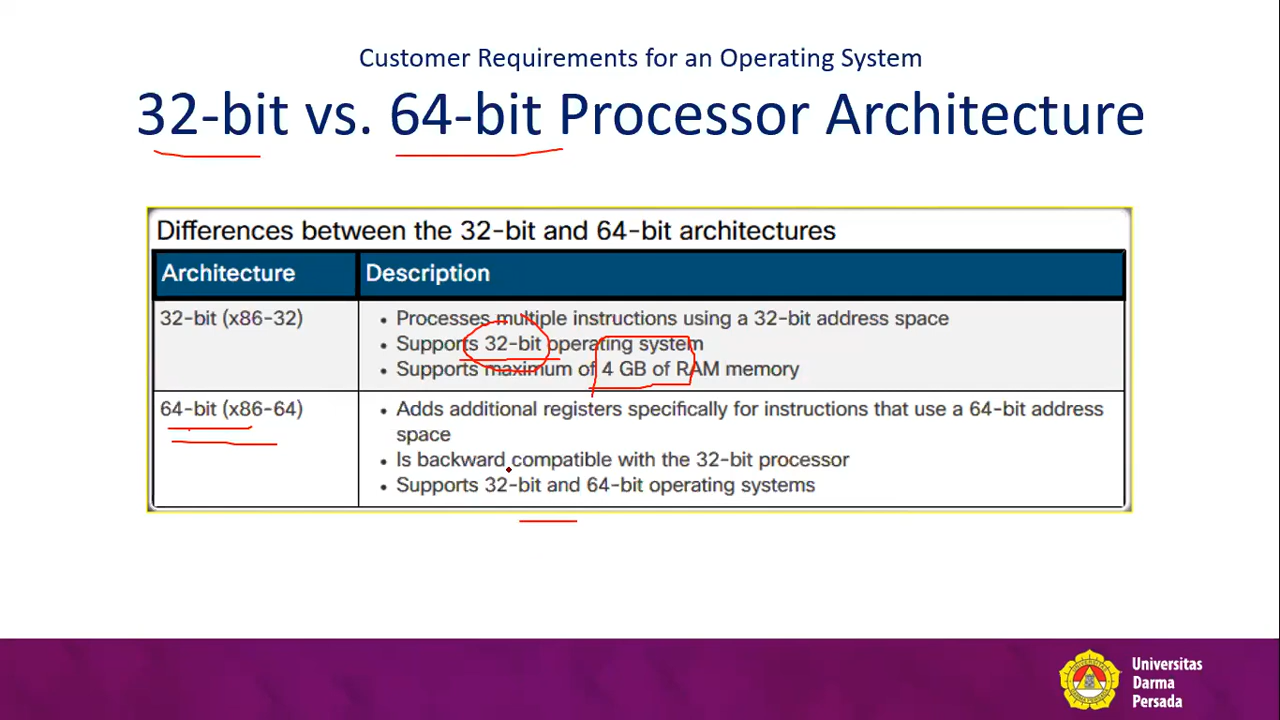 Customer Requirements for an Operating System
32-bit vs. 64-bit Processor Architecture
Differences between the 32-bit and 64-bit architectures
Architecture Description
32-bit (x86-32)
• Processes multiple instructions using a 32-bit address space
• Supports 32-bit operating system
• Supports maximum of 4 GB of RAM memory
64-bit (x86-64)
• Adds additional registers specifically for instructions that use a 64-bit address
space
• Is backward compatible with the 32-bit processor
• Supports 32-bit and 64-bit operating systems
Universitas
Darma
Persada